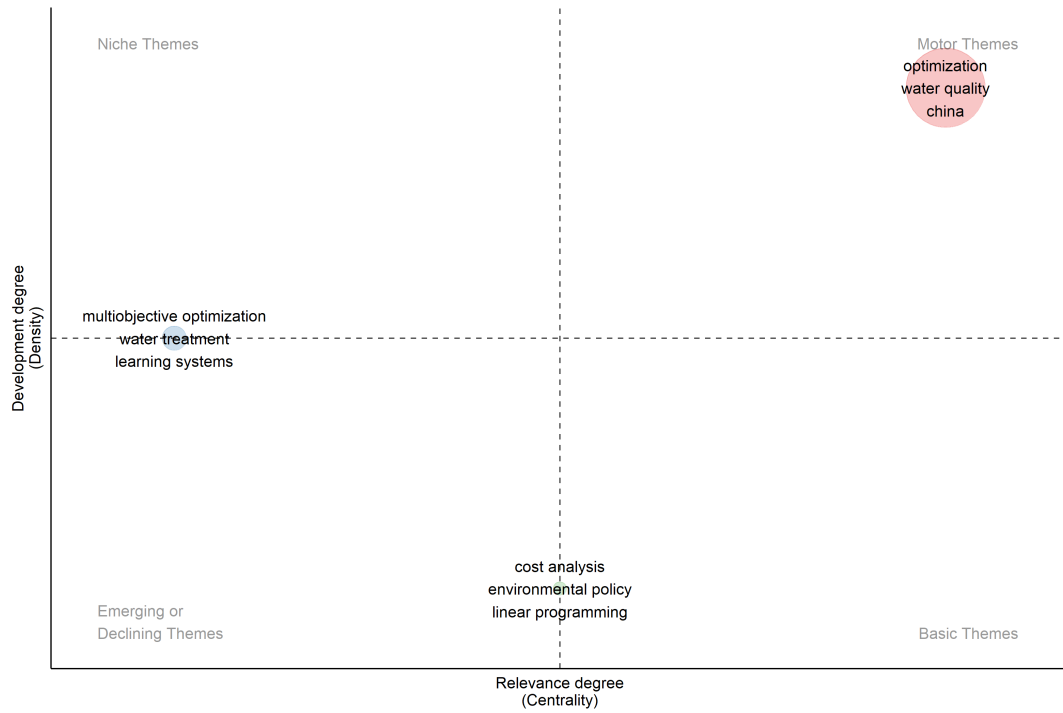 Niche Themes
Motor Themes
optimization
water quality
china
multiobjective optimization
water treatment
learning systems
Development degree
(Density)
cost analysis
environmental policy
linear programming
Emerging or
Declining Themes
Basic Themes
Relevance degree
(Centrality)